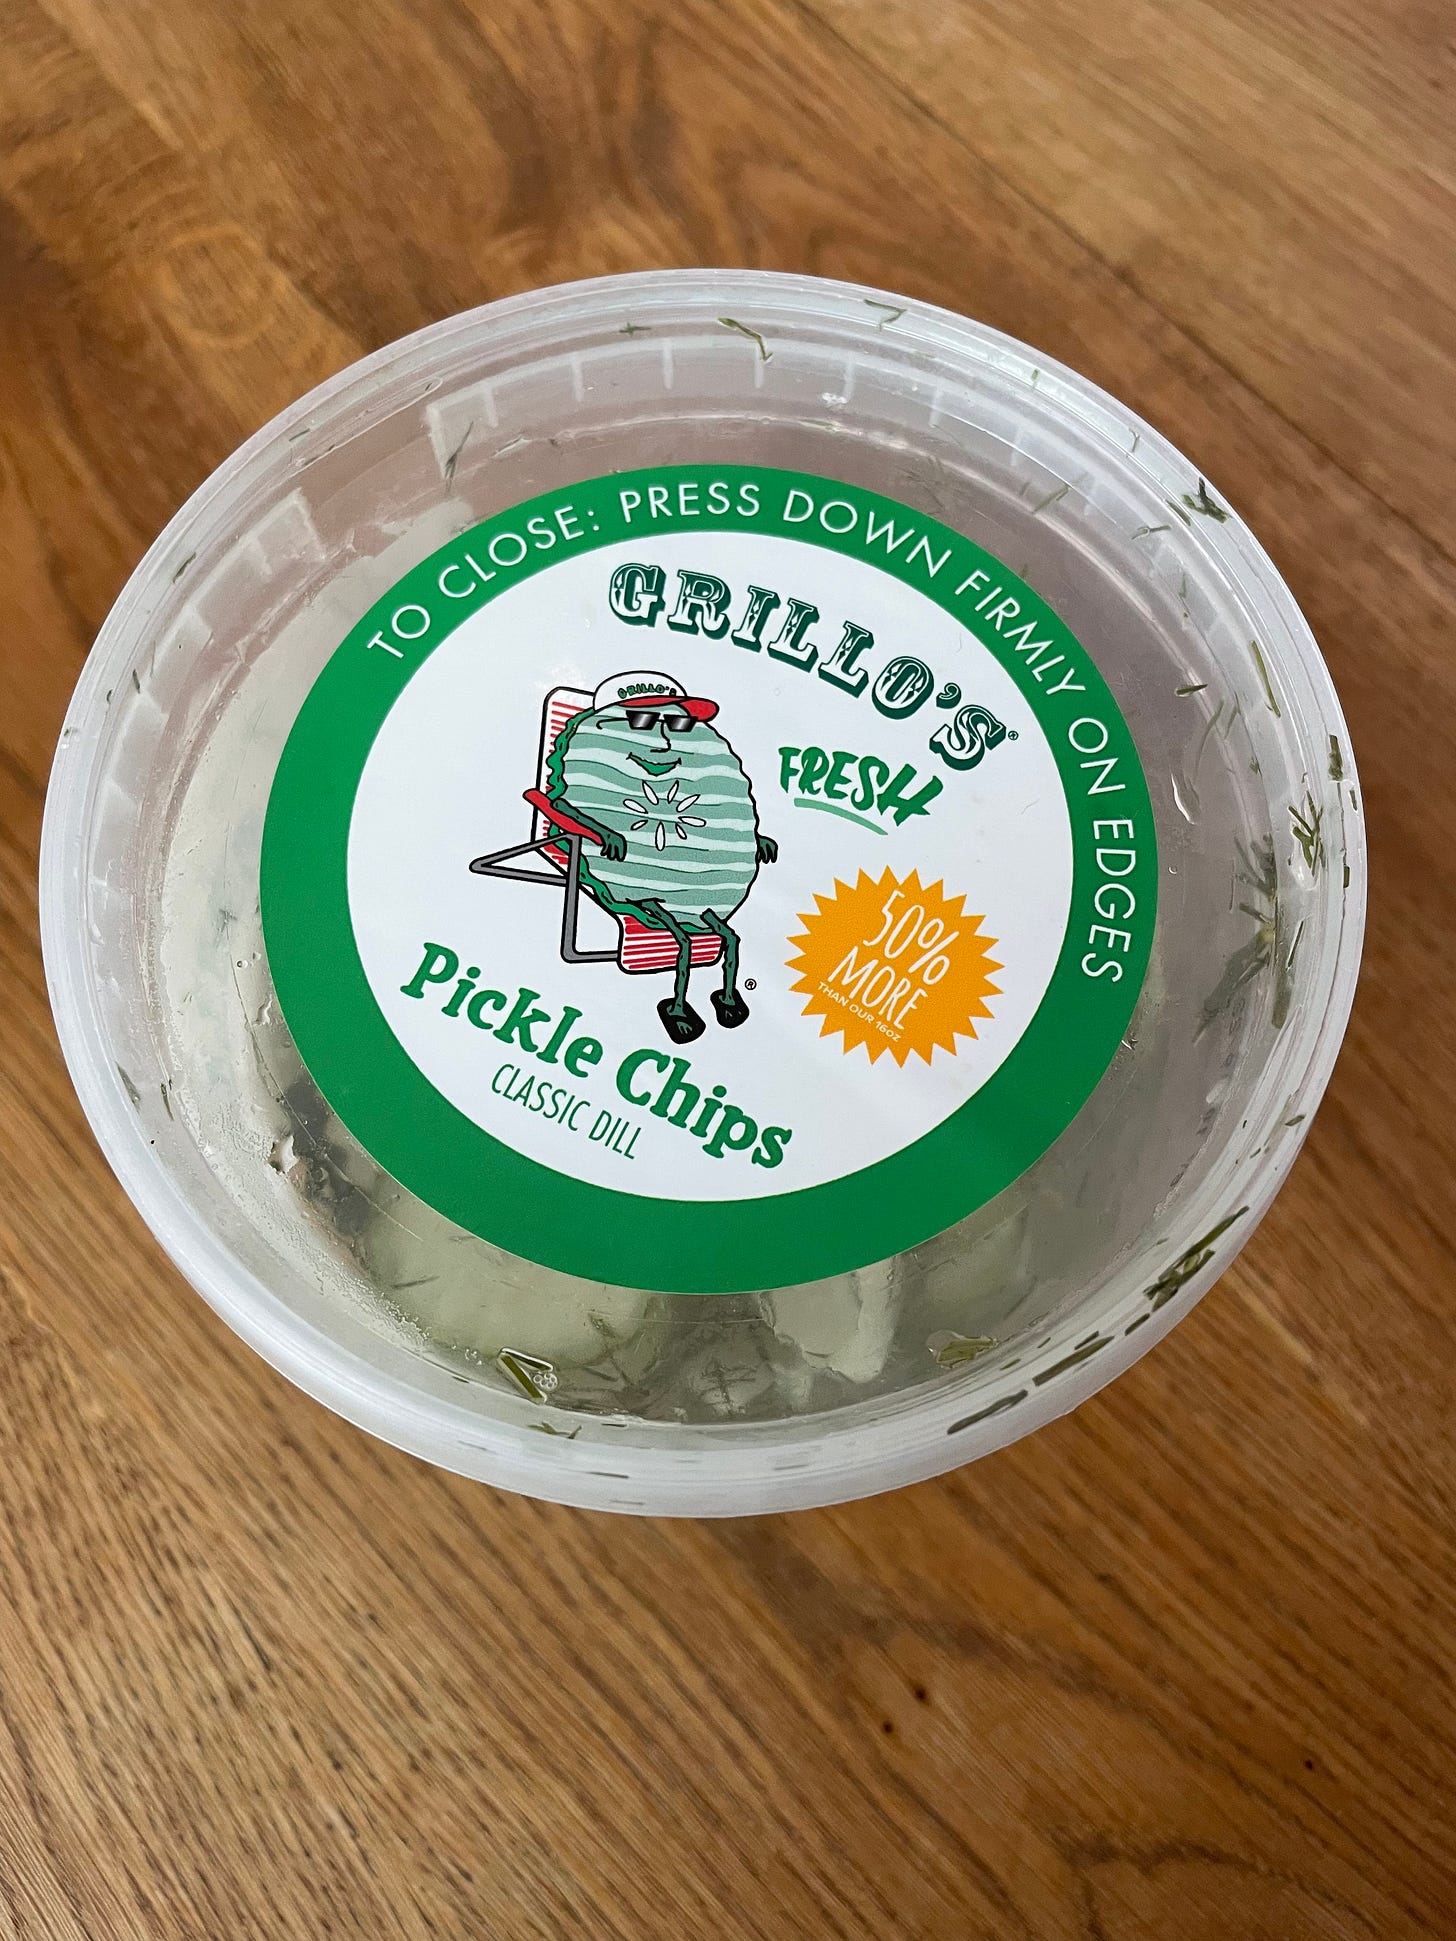 TO CLOSE: PRESS DOWN FIRMLY ON EDGES
GRILLO'S®
GRILLO'S
FRESH
50%
MORE
THAN OUR 16OZ
®
Pickle Chips
CLASSIC DILL